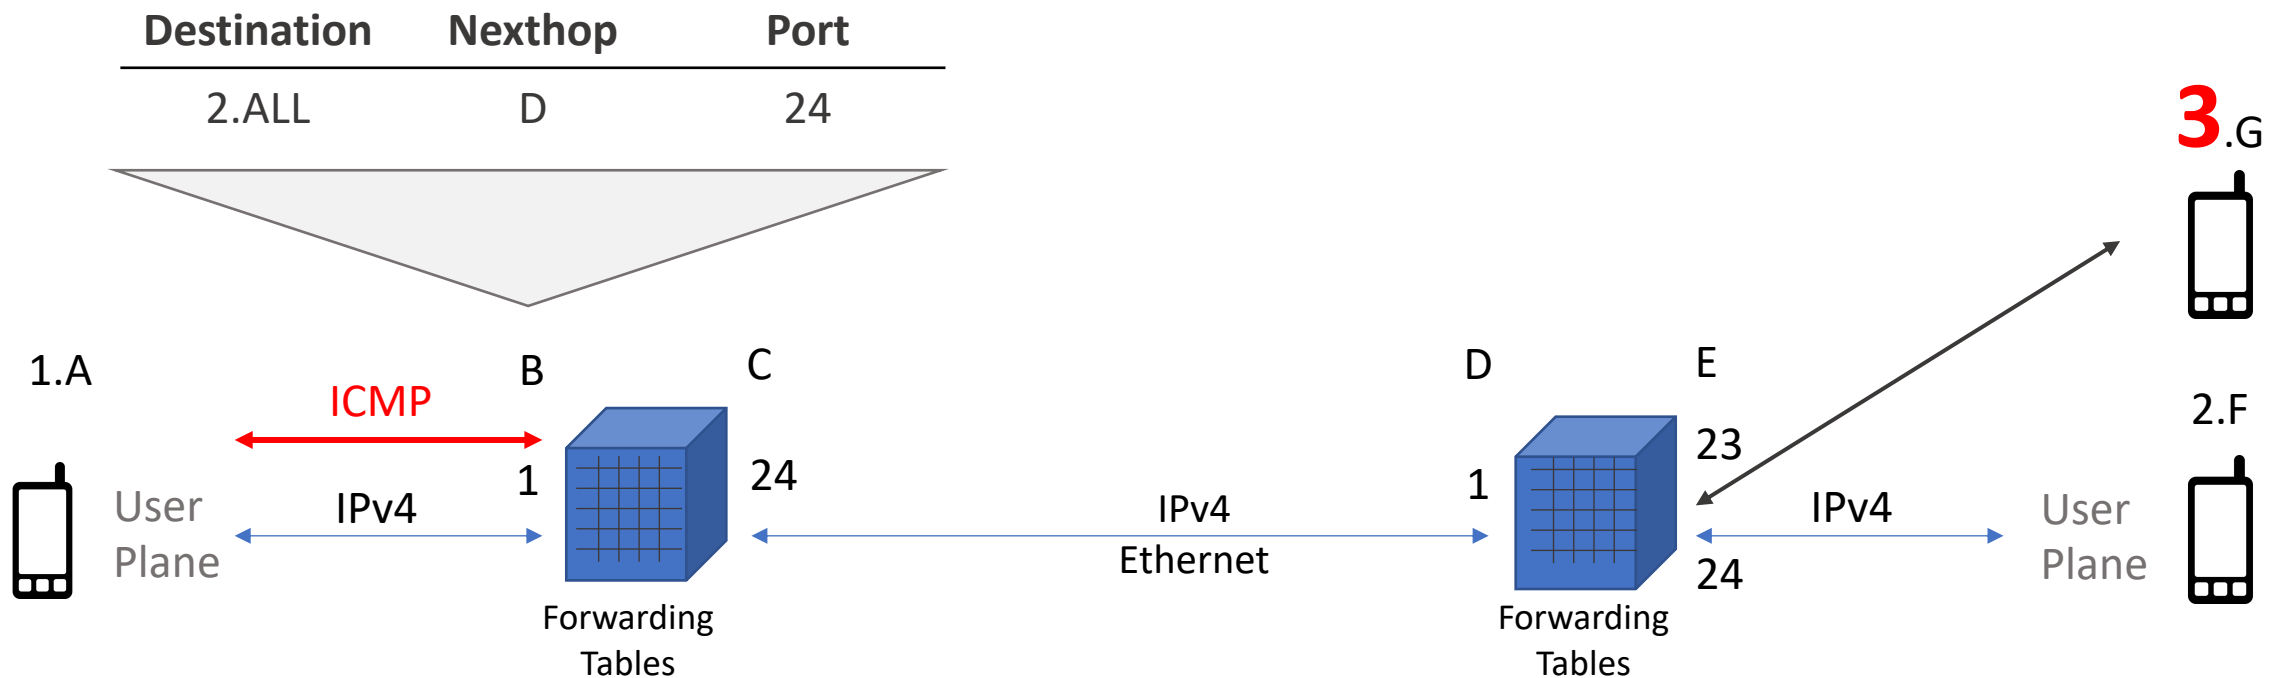 Destination Nexthop Port
2.ALL D 24
3.G
1.A
ICMP
B
C
D
E
2.F
1
24
1
23
24
User
Plane
IPv4
IPv4
Ethernet
IPv4
User
Plane
Forwarding
Tables
Forwarding
Tables